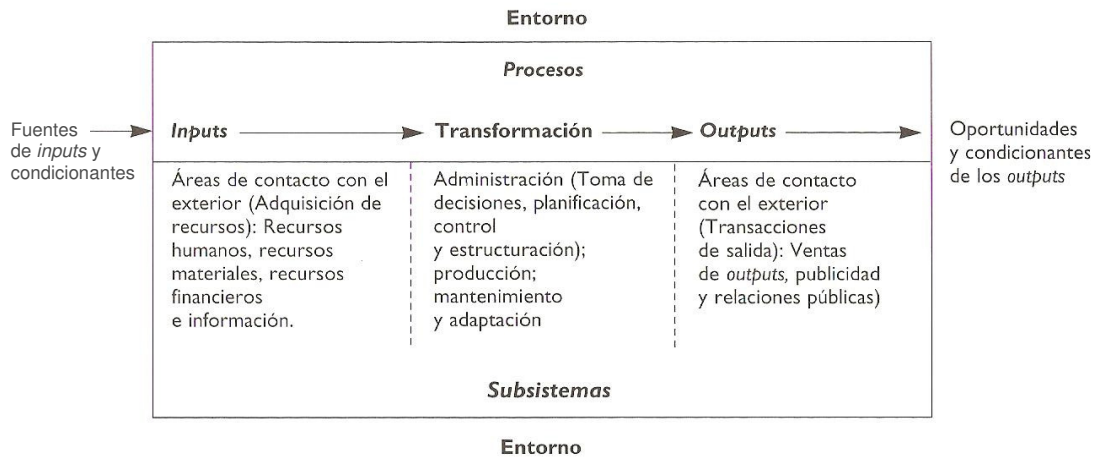 Entorno
Procesos
Fuentes
de inputs y
condicionantes
Inputs
Transformación
Outputs
Oportunidades
y condicionantes
de los outputs
Áreas de contacto con el
exterior (Adquisición de
recursos): Recursos
humanos, recursos
materiales, recursos
financieros
e información.
Administración (Toma de
decisiones, planificación,
control
y estructuración);
producción;
mantenimiento
y adaptación
Áreas de contacto
con el exterior
(Transacciones
de salida): Ventas
de outputs, publicidad
y relaciones públicas)
Subsistemas
Entorno